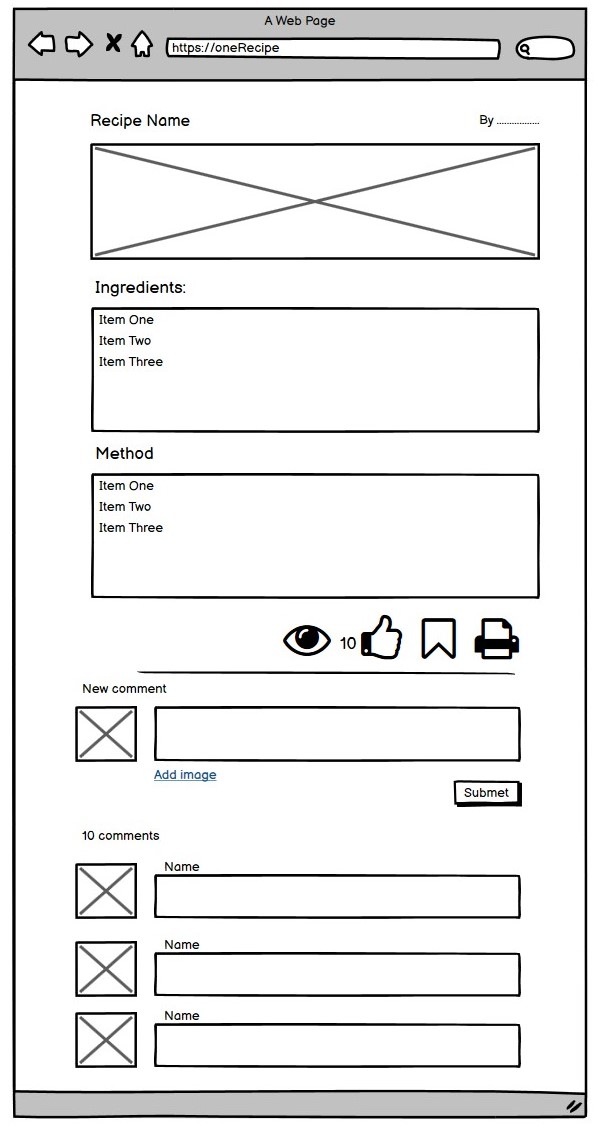 A Web Page
https://oneRecipe
Recipe Name
By .................
Ingredients:
Item One
Item Two
Item Three
Method
Item One
Item Two
Item Three
10
New comment
Add image
Submet
10 comments
Name
Name
Name